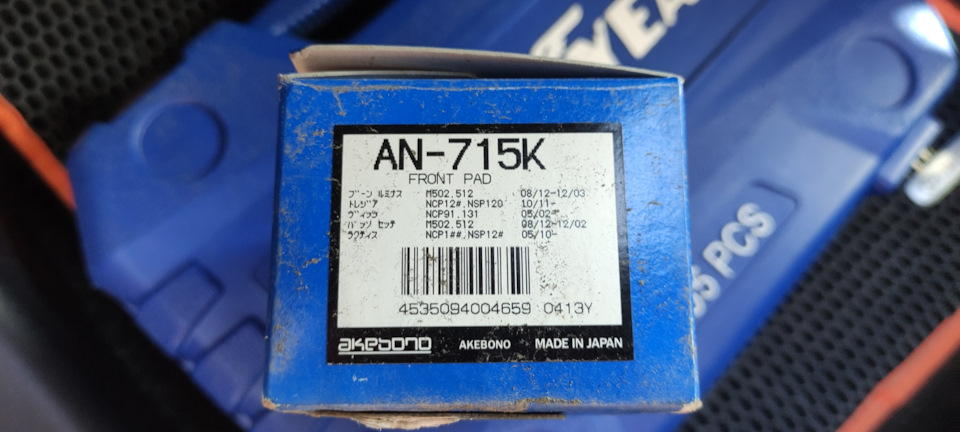 YEA
AN-715K
FRONT PAD
ブーン ルミナス M502,512 08/12-12/03
トレジア NCP12#,NSP120 10/11-
ヴィッツ NCP91,131 05/02-
パッソ セッテ M502,512 08/12-12/02
ラクティス NCP1##,NSP12# 05/10-
4535094004659 0413Y
akebono AKEBONO MADE IN JAPAN
5 PCS